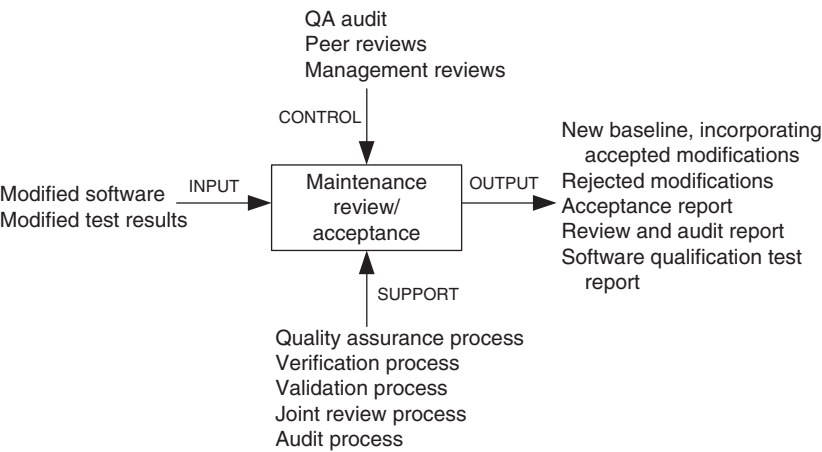 QA audit
Peer reviews
Management reviews
CONTROL
Modified software
Modified test results
INPUT
Maintenance
review/
acceptance
OUTPUT
New baseline, incorporating
accepted modifications
Rejected modifications
Acceptance report
Review and audit report
Software qualification test
report
SUPPORT
Quality assurance process
Verification process
Validation process
Joint review process
Audit process